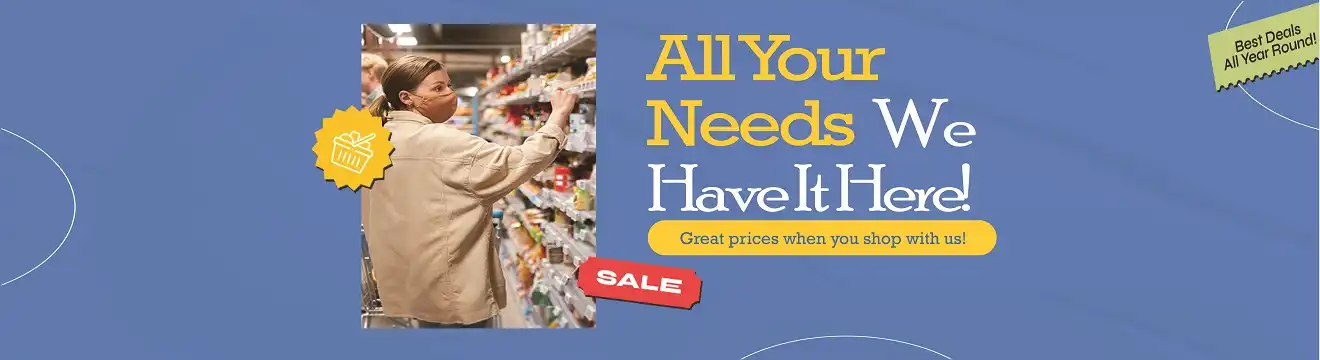 All Your
Needs We
Have It Here!
Great prices when you shop with us!
SALE
Best Deals
All Year Round!